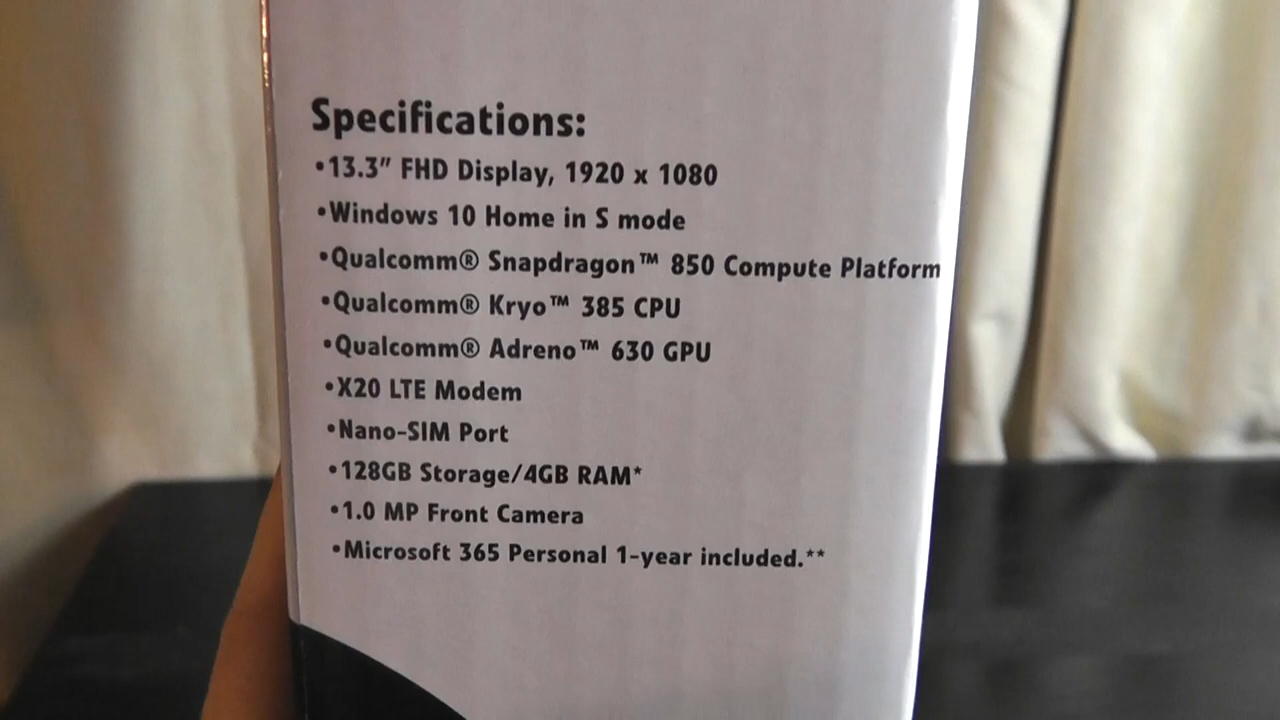 Specifications:
•13.3" FHD Display, 1920 x 1080
•Windows 10 Home in S mode
•Qualcomm® Snapdragon™ 850 Compute Platform
•Qualcomm® Kryo™ 385 CPU
•Qualcomm® Adreno™ 630 GPU
•X20 LTE Modem
•Nano-SIM Port
•128GB Storage/4GB RAM*
•1.0 MP Front Camera
•Microsoft 365 Personal 1-year included.**